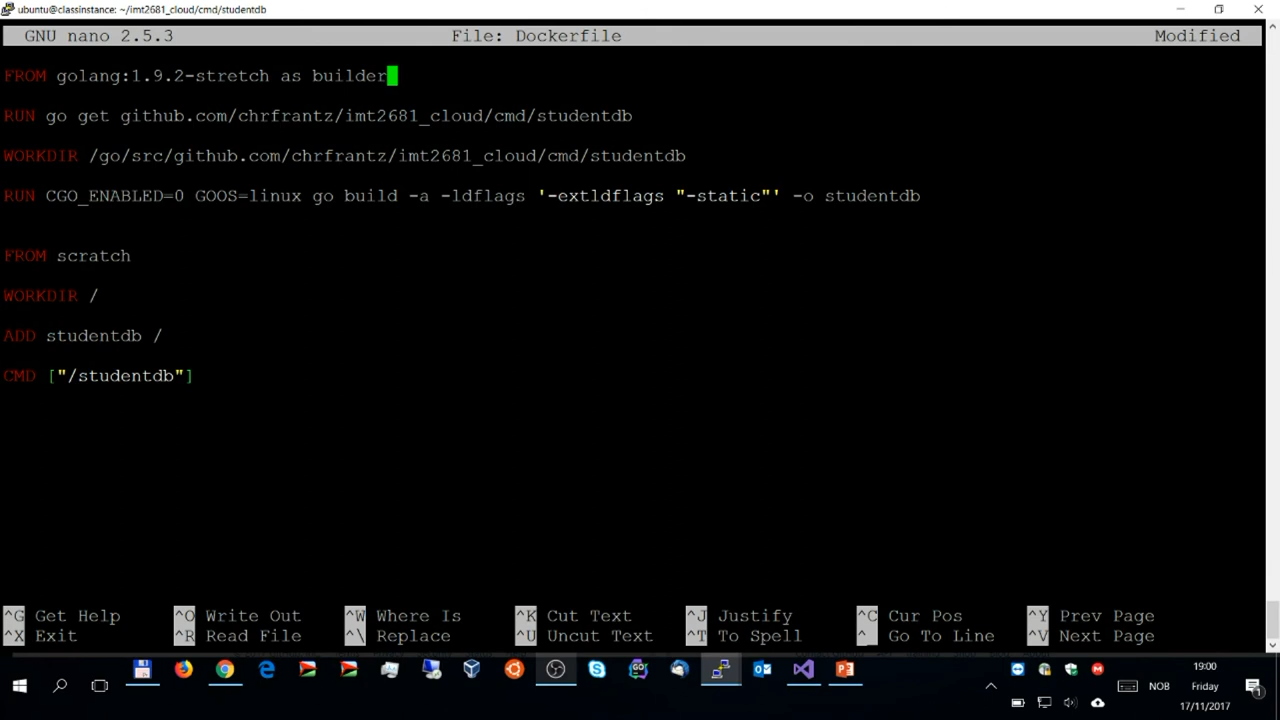 ubuntu@classinstance: ~/imt2681_cloud/cmd/studentdb
GNU nano 2.5.3 File: Dockerfile Modified
FROM golang:1.9.2-stretch as builder
RUN go get github.com/chrfrantz/imt2681_cloud/cmd/studentdb
WORKDIR /go/src/github.com/chrfrantz/imt2681_cloud/cmd/studentdb
RUN CGO_ENABLED=0 GOOS=linux go build -a -ldflags '-extldflags "-static"' -o studentdb
FROM scratch
WORKDIR /
ADD studentdb /
CMD ["/studentdb"]
^G Get Help ^O Write Out ^W Where Is ^K Cut Text ^J Justify ^C Cur Pos ^Y Prev Page
^X Exit ^R Read File ^\ Replace ^U Uncut Text ^T To Spell ^_ Go To Line ^V Next Page
19:00
NOB Friday
17/11/2017